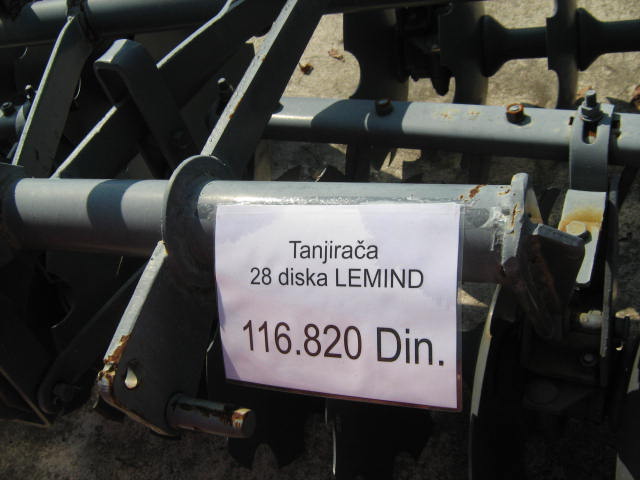 Tanjirača
28 diska LEMIND
116.820 Din.